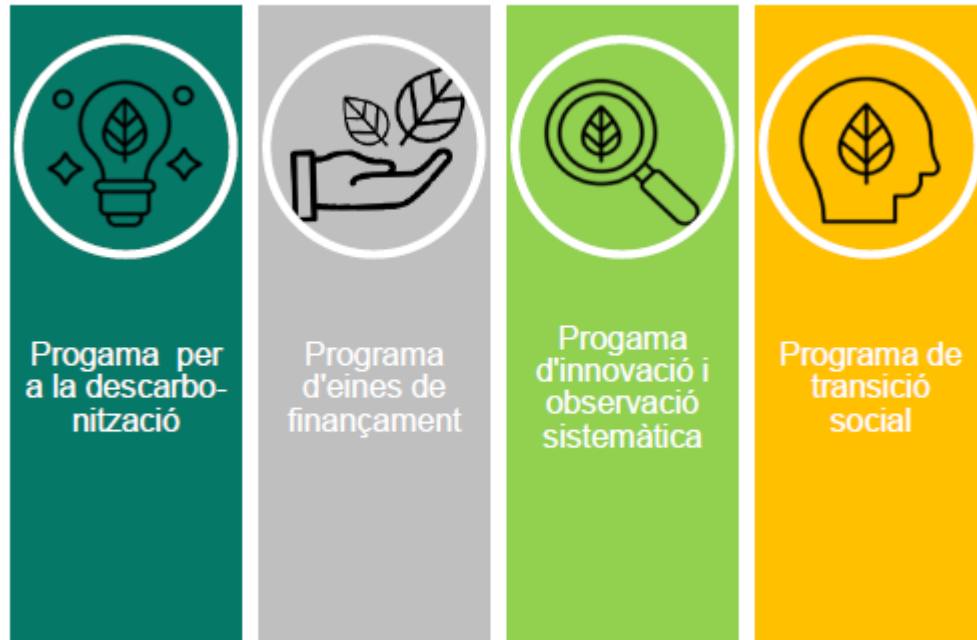 Progama per
a la descarbo-
nització
Programa
d'eines de
finançament
Progama
d'innovació i
observació
sistemàtica
Programa de
transició
social